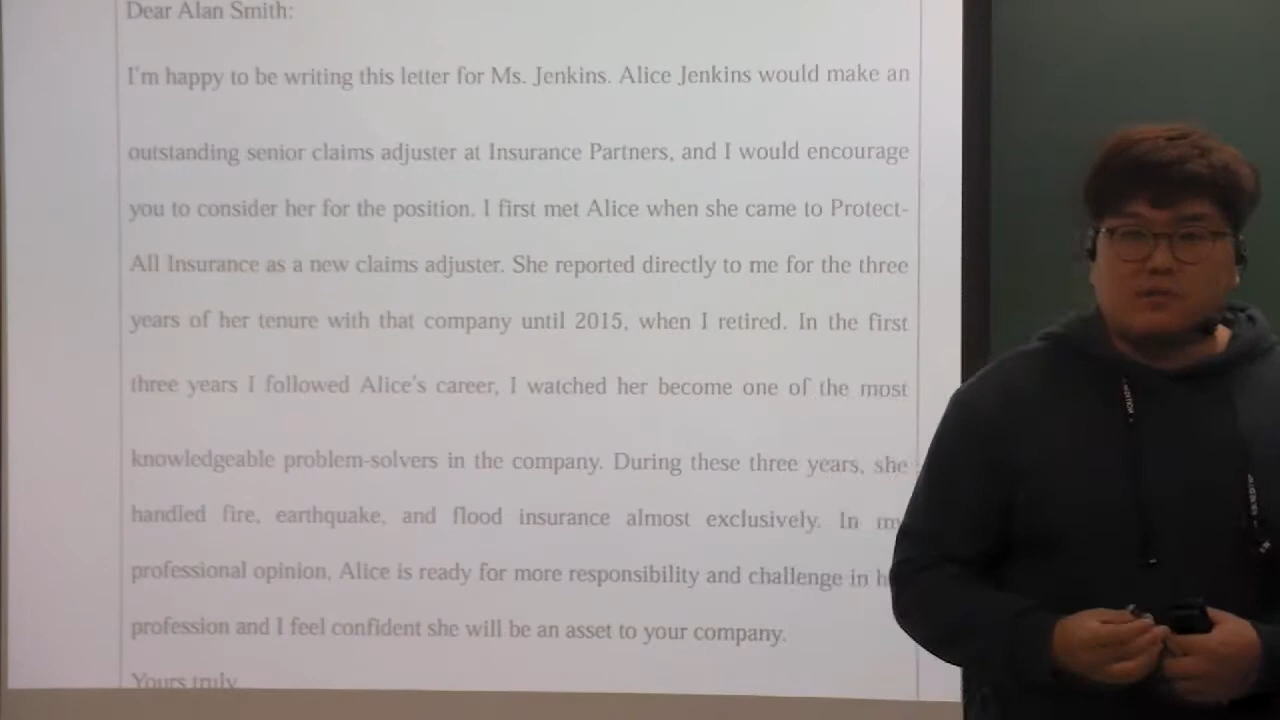 Dear Alan Smith:
I'm happy to be writing this letter for Ms. Jenkins. Alice Jenkins would make an
outstanding senior claims adjuster at Insurance Partners, and I would encourage
you to consider her for the position. I first met Alice when she came to Protect-
All Insurance as a new claims adjuster. She reported directly to me for the three
years of her tenure with that company until 2015, when I retired. In the first
three years I followed Alice's career, I watched her become one of the most
knowledgeable problem-solvers in the company. During these three years, she
handled fire, earthquake, and flood insurance almost exclusively. In
professional opinion, Alice is ready for more responsibility and challenge in
profession and I feel confident she will be an asset to your company.
Yours truly